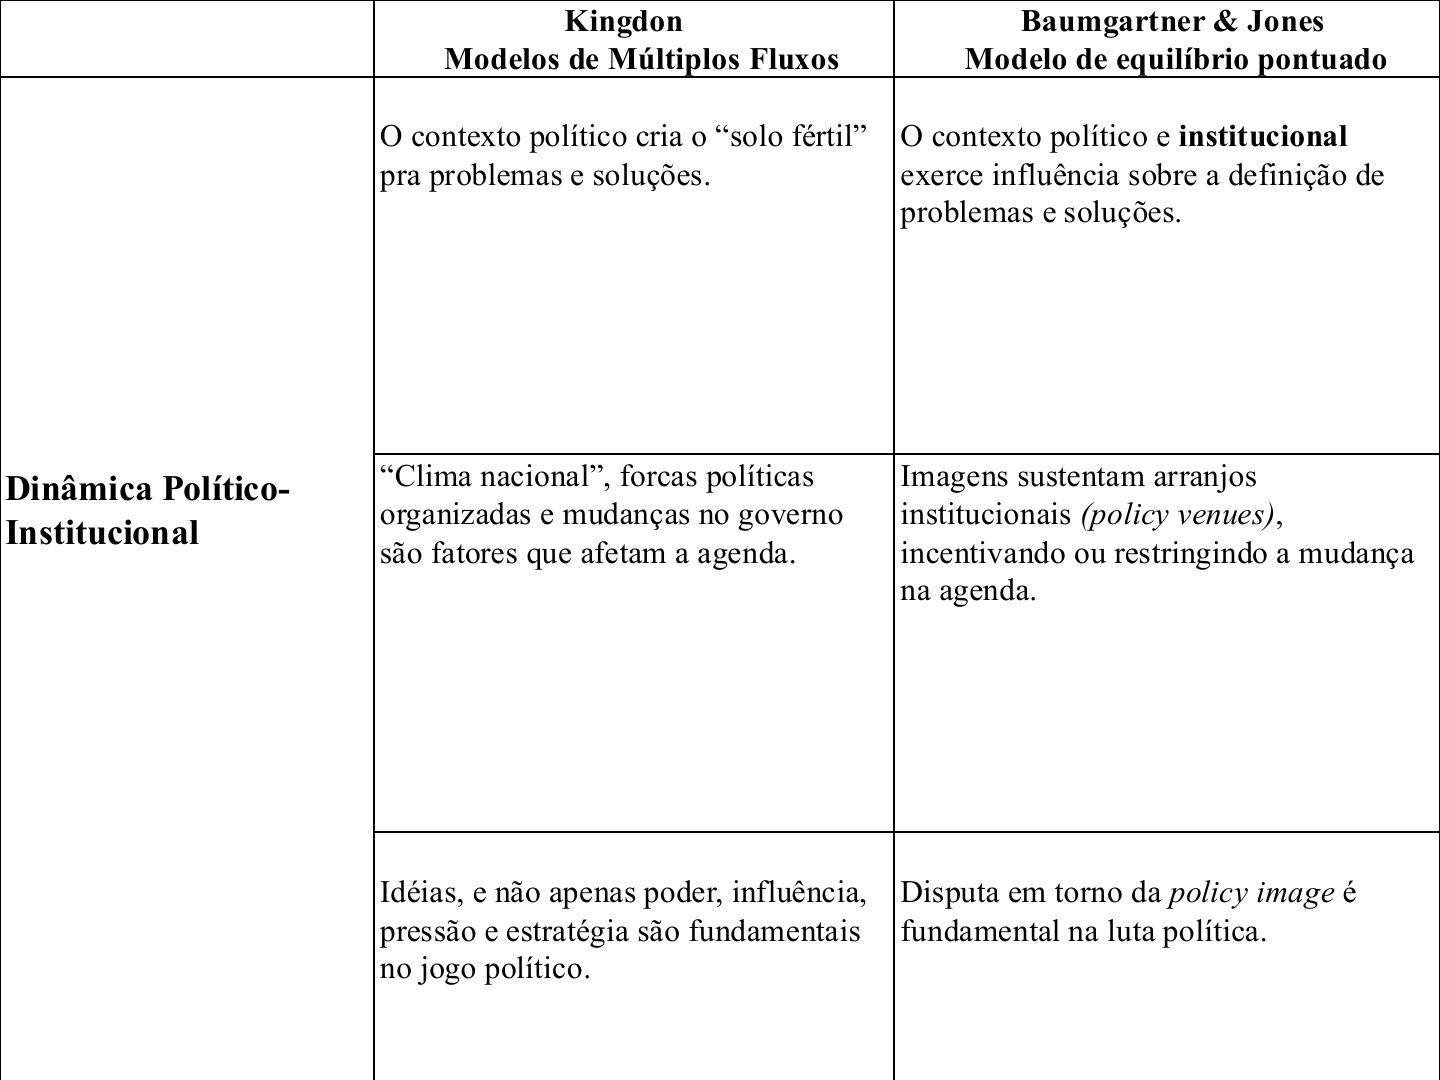 Kingdon
Modelos de Múltiplos Fluxos
Baumgartner & Jones
Modelo de equilíbrio pontuado
Dinâmica Político-
Institucional
O contexto político cria o “solo fértil”
pra problemas e soluções.
O contexto político e institucional
exerce influência sobre a definição de
problemas e soluções.
“Clima nacional”, forcas políticas
organizadas e mudanças no governo
são fatores que afetam a agenda.
Imagens sustentam arranjos
institucionais (policy venues),
incentivando ou restringindo a mudança
na agenda.
Idéias, e não apenas poder, influência,
pressão e estratégia são fundamentais
no jogo político.
Disputa em torno da policy image é
fundamental na luta política.